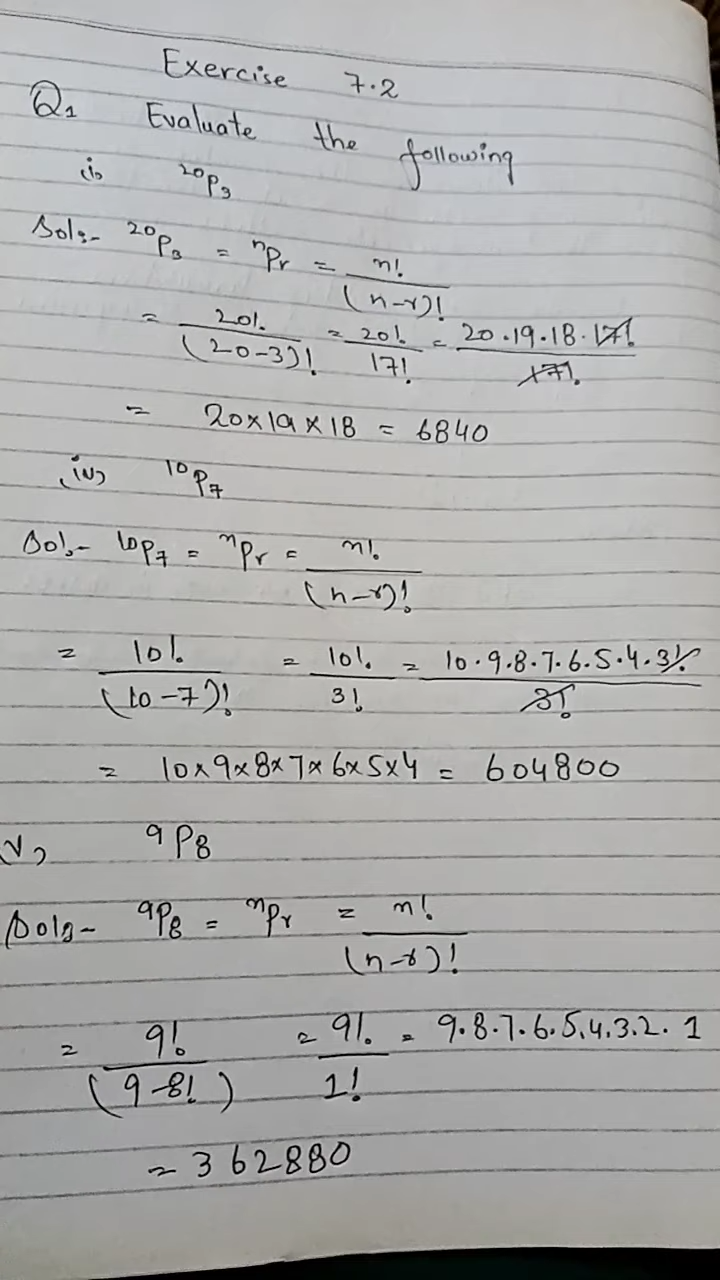 Exercise 7.2
Q1 Evaluate the following
(i) ²⁰P₃
Sol:- ²⁰P₃ = ⁿPr = n! / (n-r)!
= 20! / (20-3)! = 20! / 17! = 20·19·18·17! / 17!
= 20×19×18 = 6840
(iv) ¹⁰P₇
Sol:- ¹⁰P₇ = ⁿPr = n! / (n-r)!
= 10! / (10-7)! = 10! / 3! = 10·9·8·7·6·5·4·3! / 3!
= 10×9×8×7×6×5×4 = 604800
v) ⁹P₈
Sol:- ⁹P₈ = ⁿPr = n! / (n-r)!
= 9! / (9-8!) = 9! / 1! = 9·8·7·6·5.4.3.2.1
= 362880